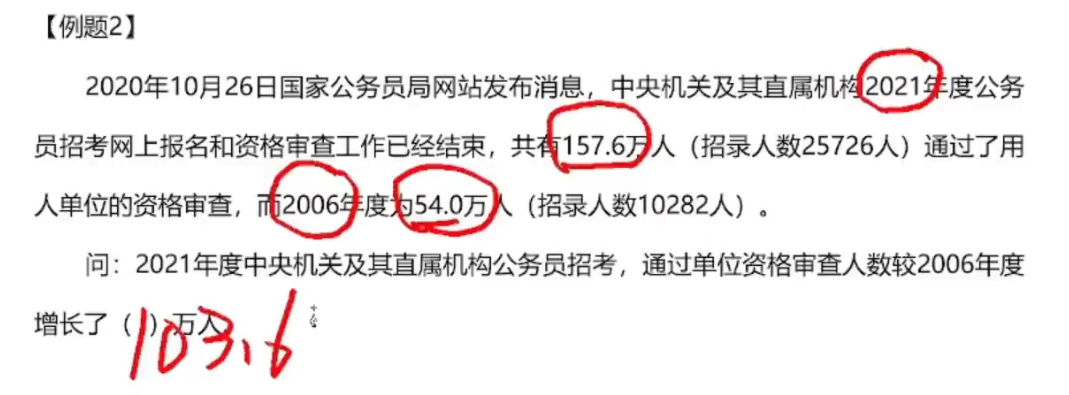 【例题2】
2020年10月26日国家公务员局网站发布消息，中央机关及其直属机构2021年度公务
员招考网上报名和资格审查工作已经结束，共有157.6万人（招录人数25726人）通过了用
人单位的资格审查，而2006年度为54.0万人（招录人数10282人）。
问：2021年度中央机关及其直属机构公务员招考，通过单位资格审查人数较2006年度
增长了（ ）万人
103.6